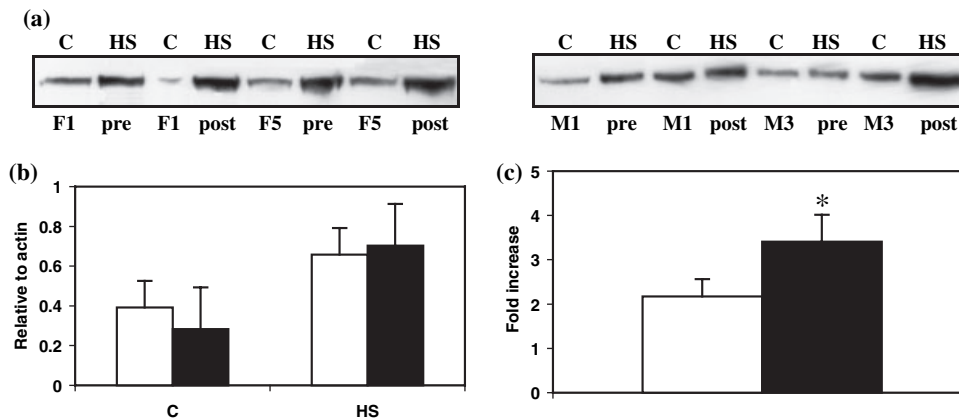 (a)
C HS C HS C HS C HS
F1 pre F1 post F5 pre F5 post
C HS C HS C HS C HS
M1 pre M1 post M3 pre M3 post
(b)
Relative to actin
1
0.8
0.6
0.4
0.2
0
C HS
(c)
Fold increase
5
4
3
2
1
0
*